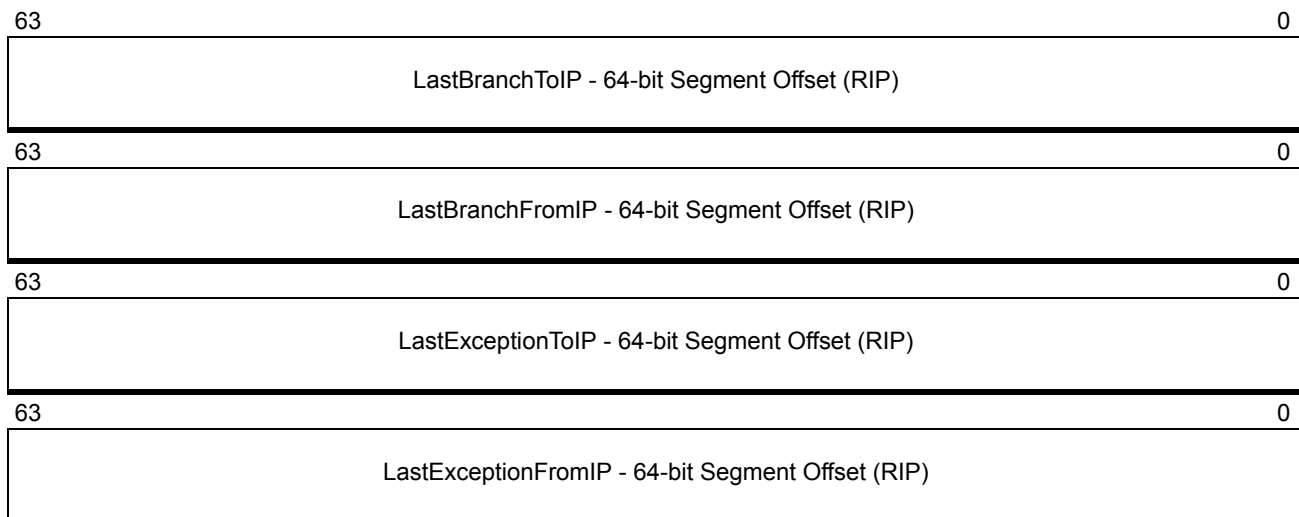 63 0
LastBranchToIP - 64-bit Segment Offset (RIP)
63 0
LastBranchFromIP - 64-bit Segment Offset (RIP)
63 0
LastExceptionToIP - 64-bit Segment Offset (RIP)
63 0
LastExceptionFromIP - 64-bit Segment Offset (RIP)